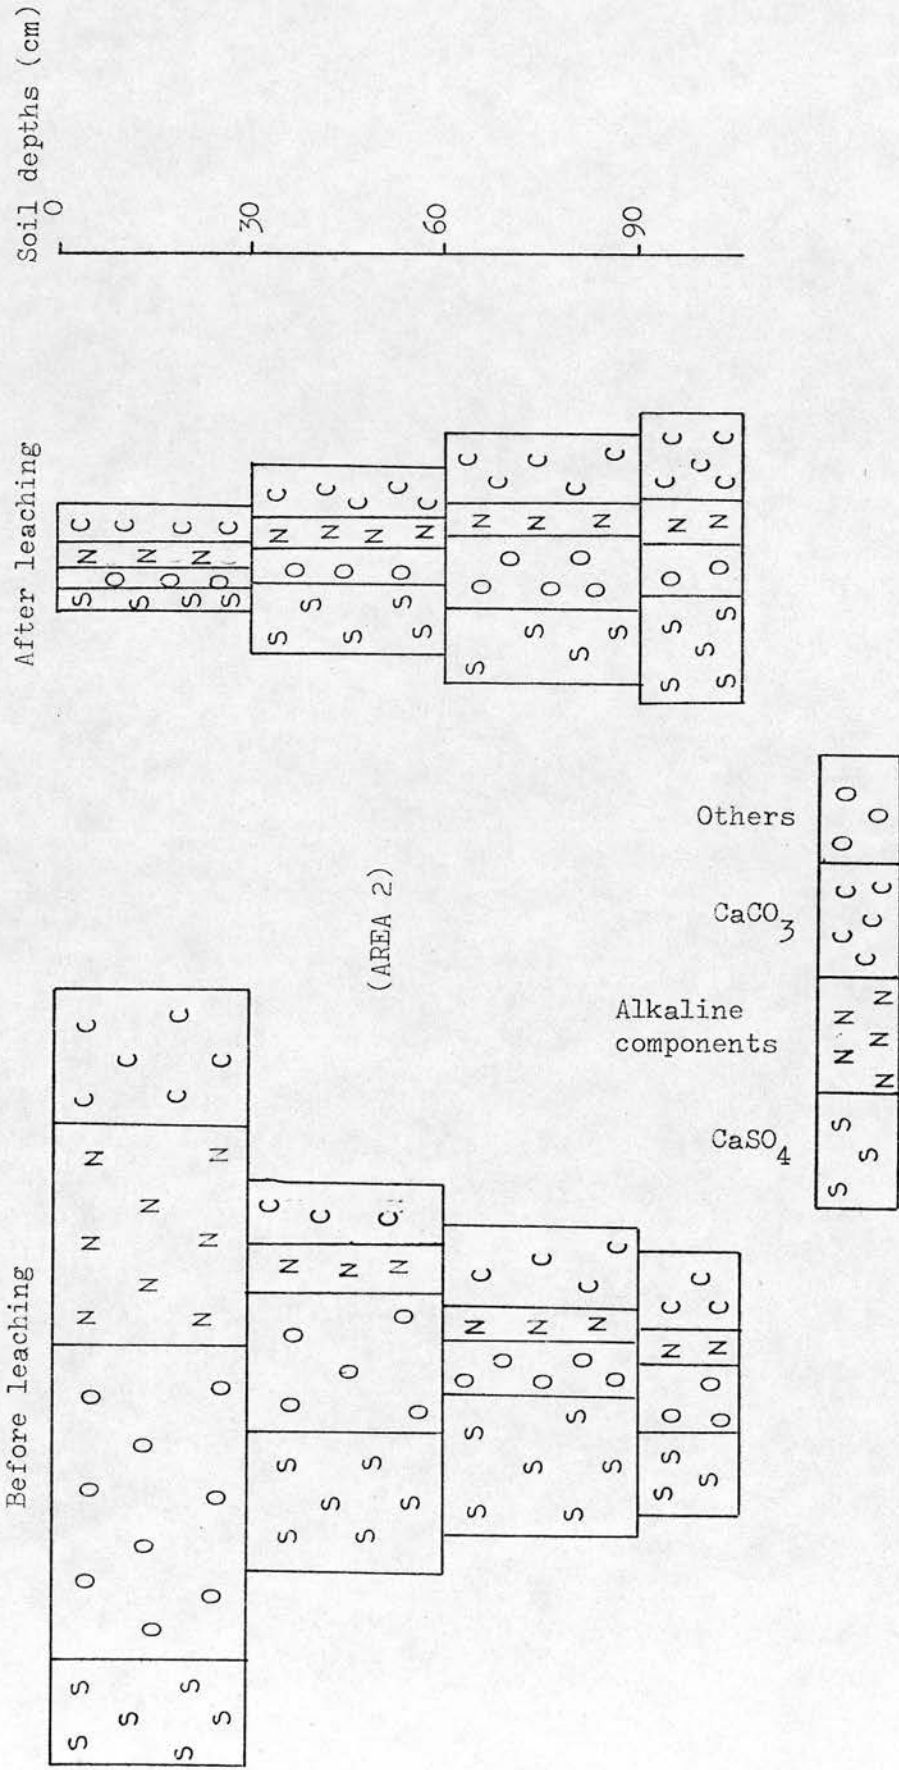 Before leaching After leaching Soil depths (cm)
0
S S S S S S O O O O O O O O O N N N N N N N N C C C C C C
S S S S O O O N N N C C C C
30
S S S S S S S O O O O O N N N C C C
S S S S S O O O N N N N C C C C C
60
S S S S S S O O O O O N N N C C C C
S S S S O O O O O N N N C C C C C
90
S S S O O O N N C C C
S S S S S O O N N C C C C C
(AREA 2)
CaSO4 Alkaline components CaCO3 Others
S S S N N N N N C C C C C C O O O